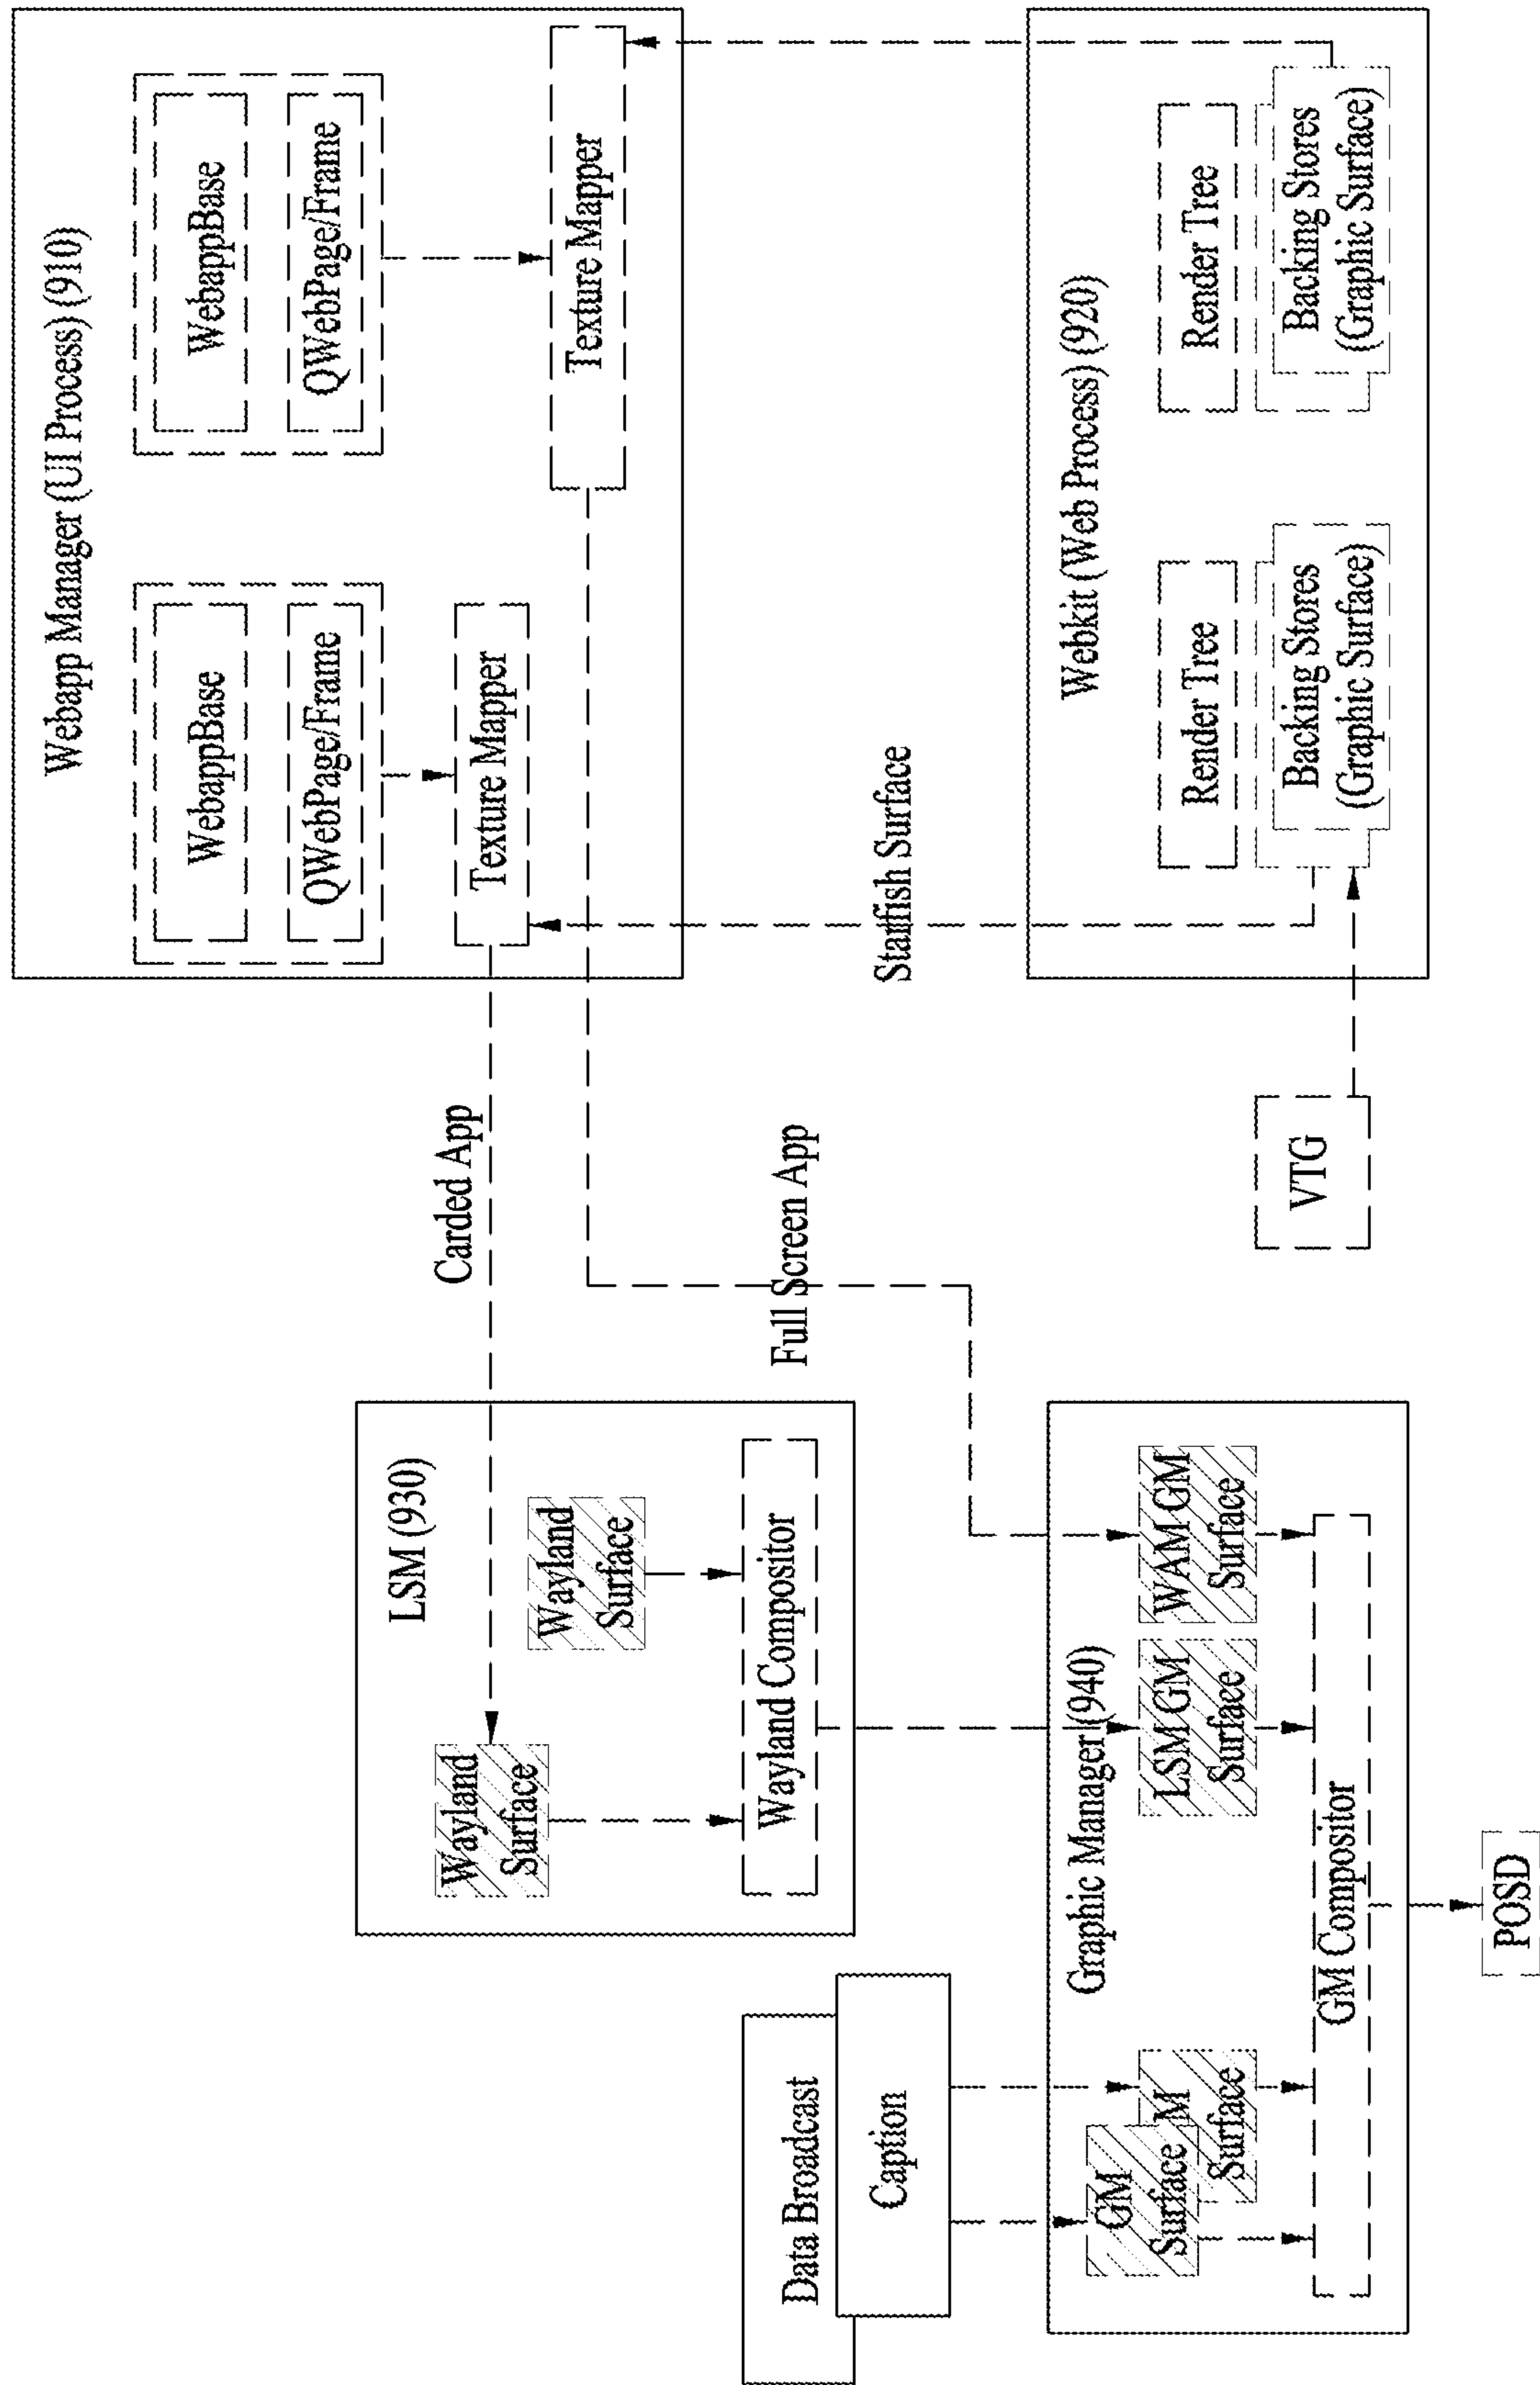 Webapp Manager (UI Process) (910)
WebappBase
QWebPage/Frame
Texture Mapper
WebappBase
QWebPage/Frame
Texture Mapper
Carded App
Full Screen App
Starfish Surface
LSM (930)
Wayland
Surface
Wayland
Surface
Wayland Compositor
Data Broadcast
Caption
Graphic Manager (940)
GM
Surface
M
Surface
LSM GM
Surface
WAM GM
Surface
GM Compositor
POSD
VTG
Webkit (Web Process) (920)
Render Tree
Backing Stores
(Graphic Surface)
Render Tree
Backing Stores
(Graphic Surface)